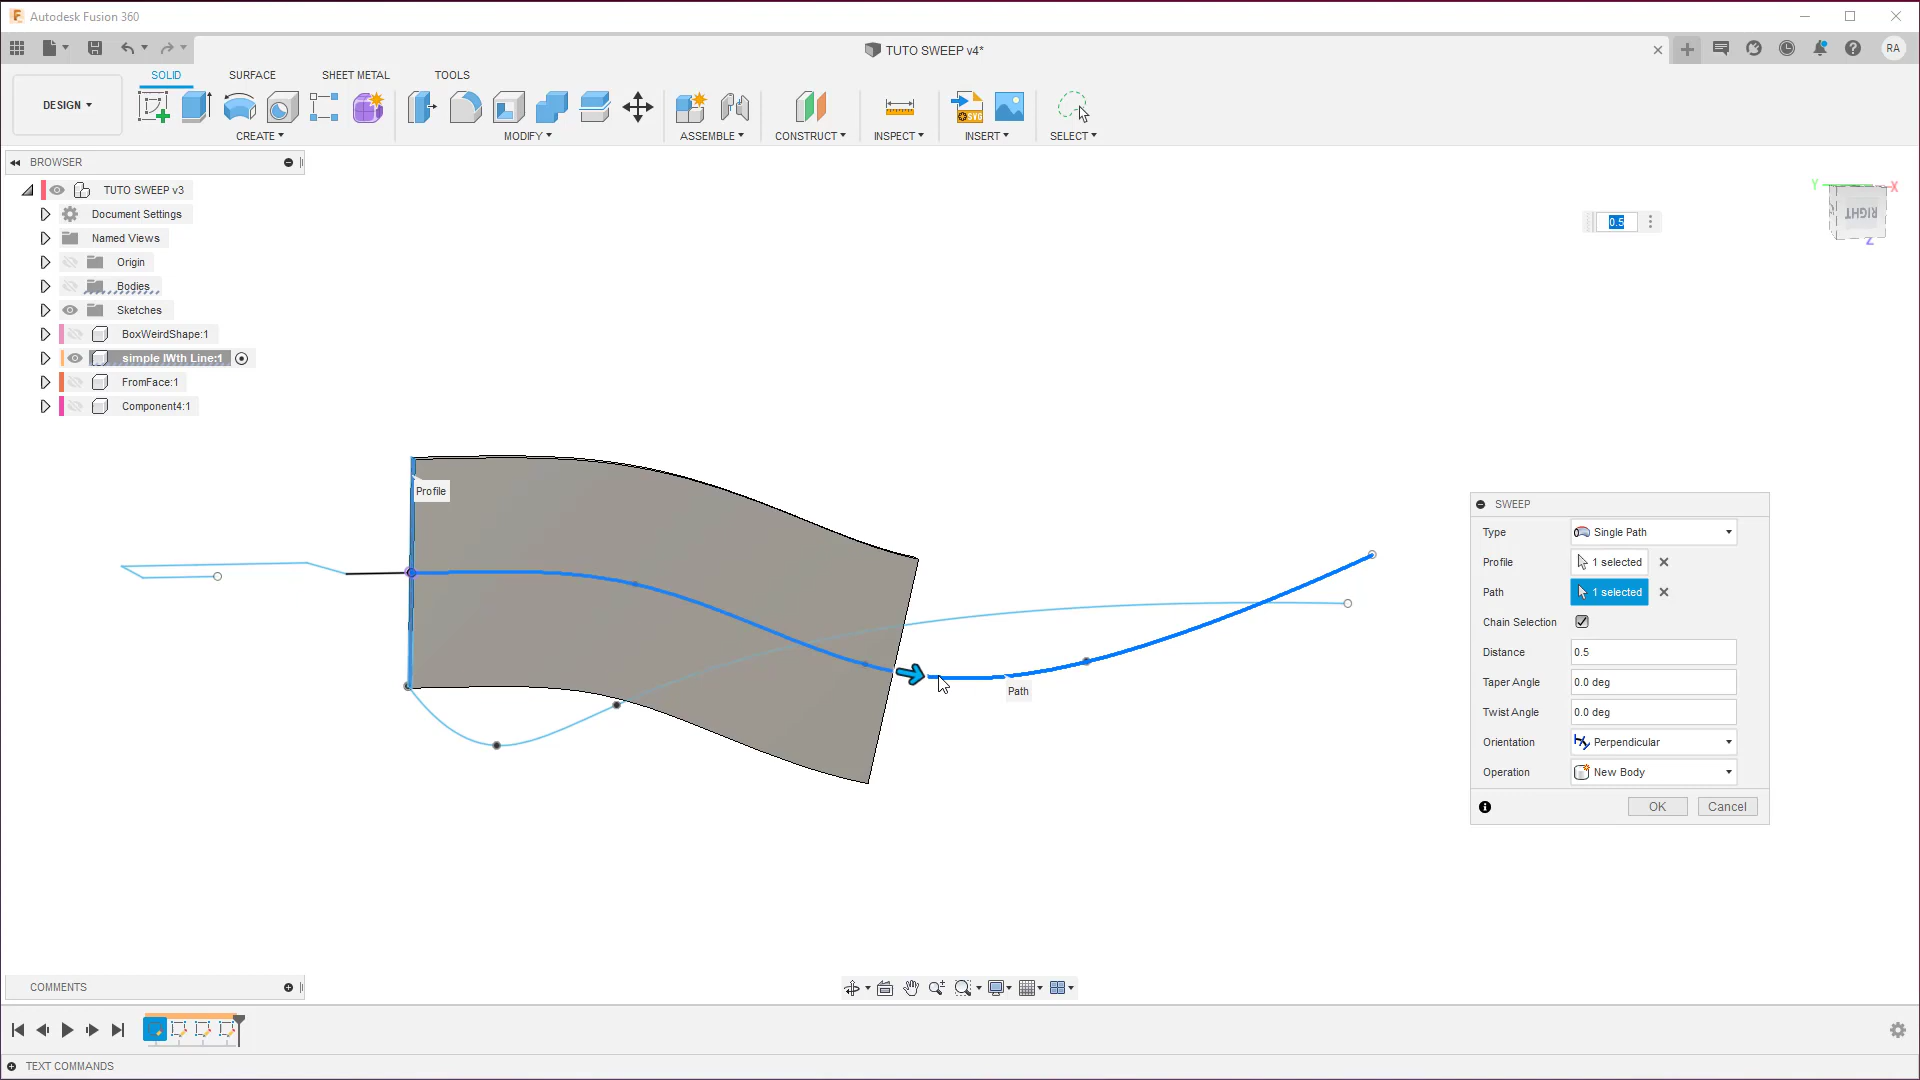 Autodesk Fusion 360
TUTO SWEEP v4*
RA
DESIGN
SOLID
SURFACE
SHEET METAL
TOOLS
CREATE
MODIFY
ASSEMBLE
CONSTRUCT
INSPECT
SVG
INSERT
SELECT
BROWSER
TUTO SWEEP v3
Document Settings
Named Views
Origin
Bodies
Sketches
BoxWeirdShape:1
simple lWth Line:1
FromFace:1
Component4:1
0.5
Y
X
RIGHT
Z
Profile
Path
SWEEP
Type Single Path
Profile 1 selected
Path 1 selected
Chain Selection
Distance 0.5
Taper Angle 0.0 deg
Twist Angle 0.0 deg
Orientation Perpendicular
Operation New Body
OK Cancel
COMMENTS
TEXT COMMANDS